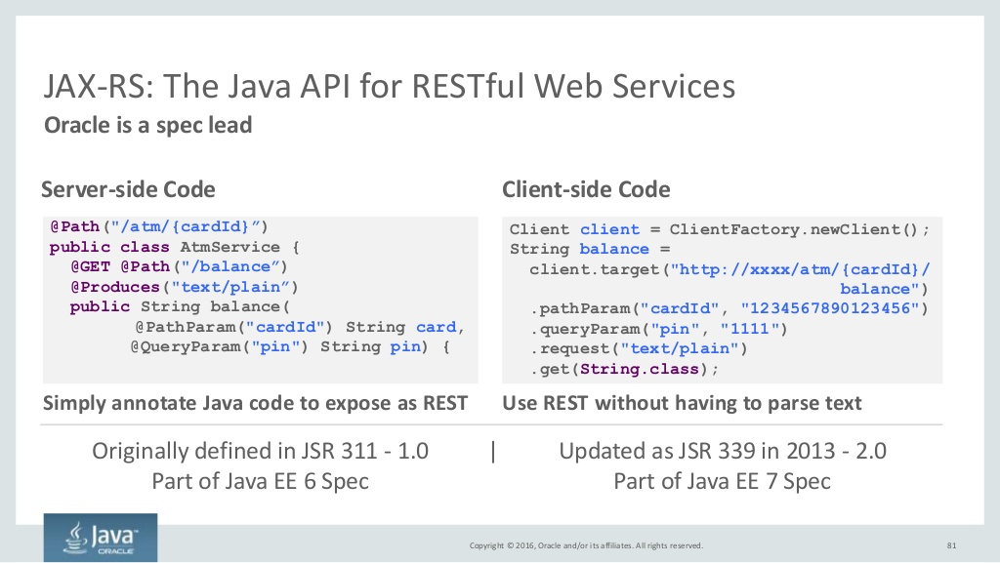 JAX-RS: The Java API for RESTful Web Services
Oracle is a spec lead
Server-side Code
@Path("/atm/{cardId}”)
public class AtmService {
@GET @Path("/balance”)
@Produces("text/plain”)
public String balance(
@PathParam("cardId") String card,
@QueryParam("pin") String pin) {
Simply annotate Java code to expose as REST
Client-side Code
Client client = ClientFactory.newClient();
String balance =
client.target("http://xxxx/atm/{cardId}/
balance")
.pathParam("cardId", "1234567890123456")
.queryParam("pin", "1111")
.request("text/plain")
.get(String.class);
Use REST without having to parse text
Originally defined in JSR 311 - 1.0 | Updated as JSR 339 in 2013 - 2.0
Part of Java EE 6 Spec Part of Java EE 7 Spec
Java™
ORACLE
Copyright © 2016, Oracle and/or its affiliates. All rights reserved. 81